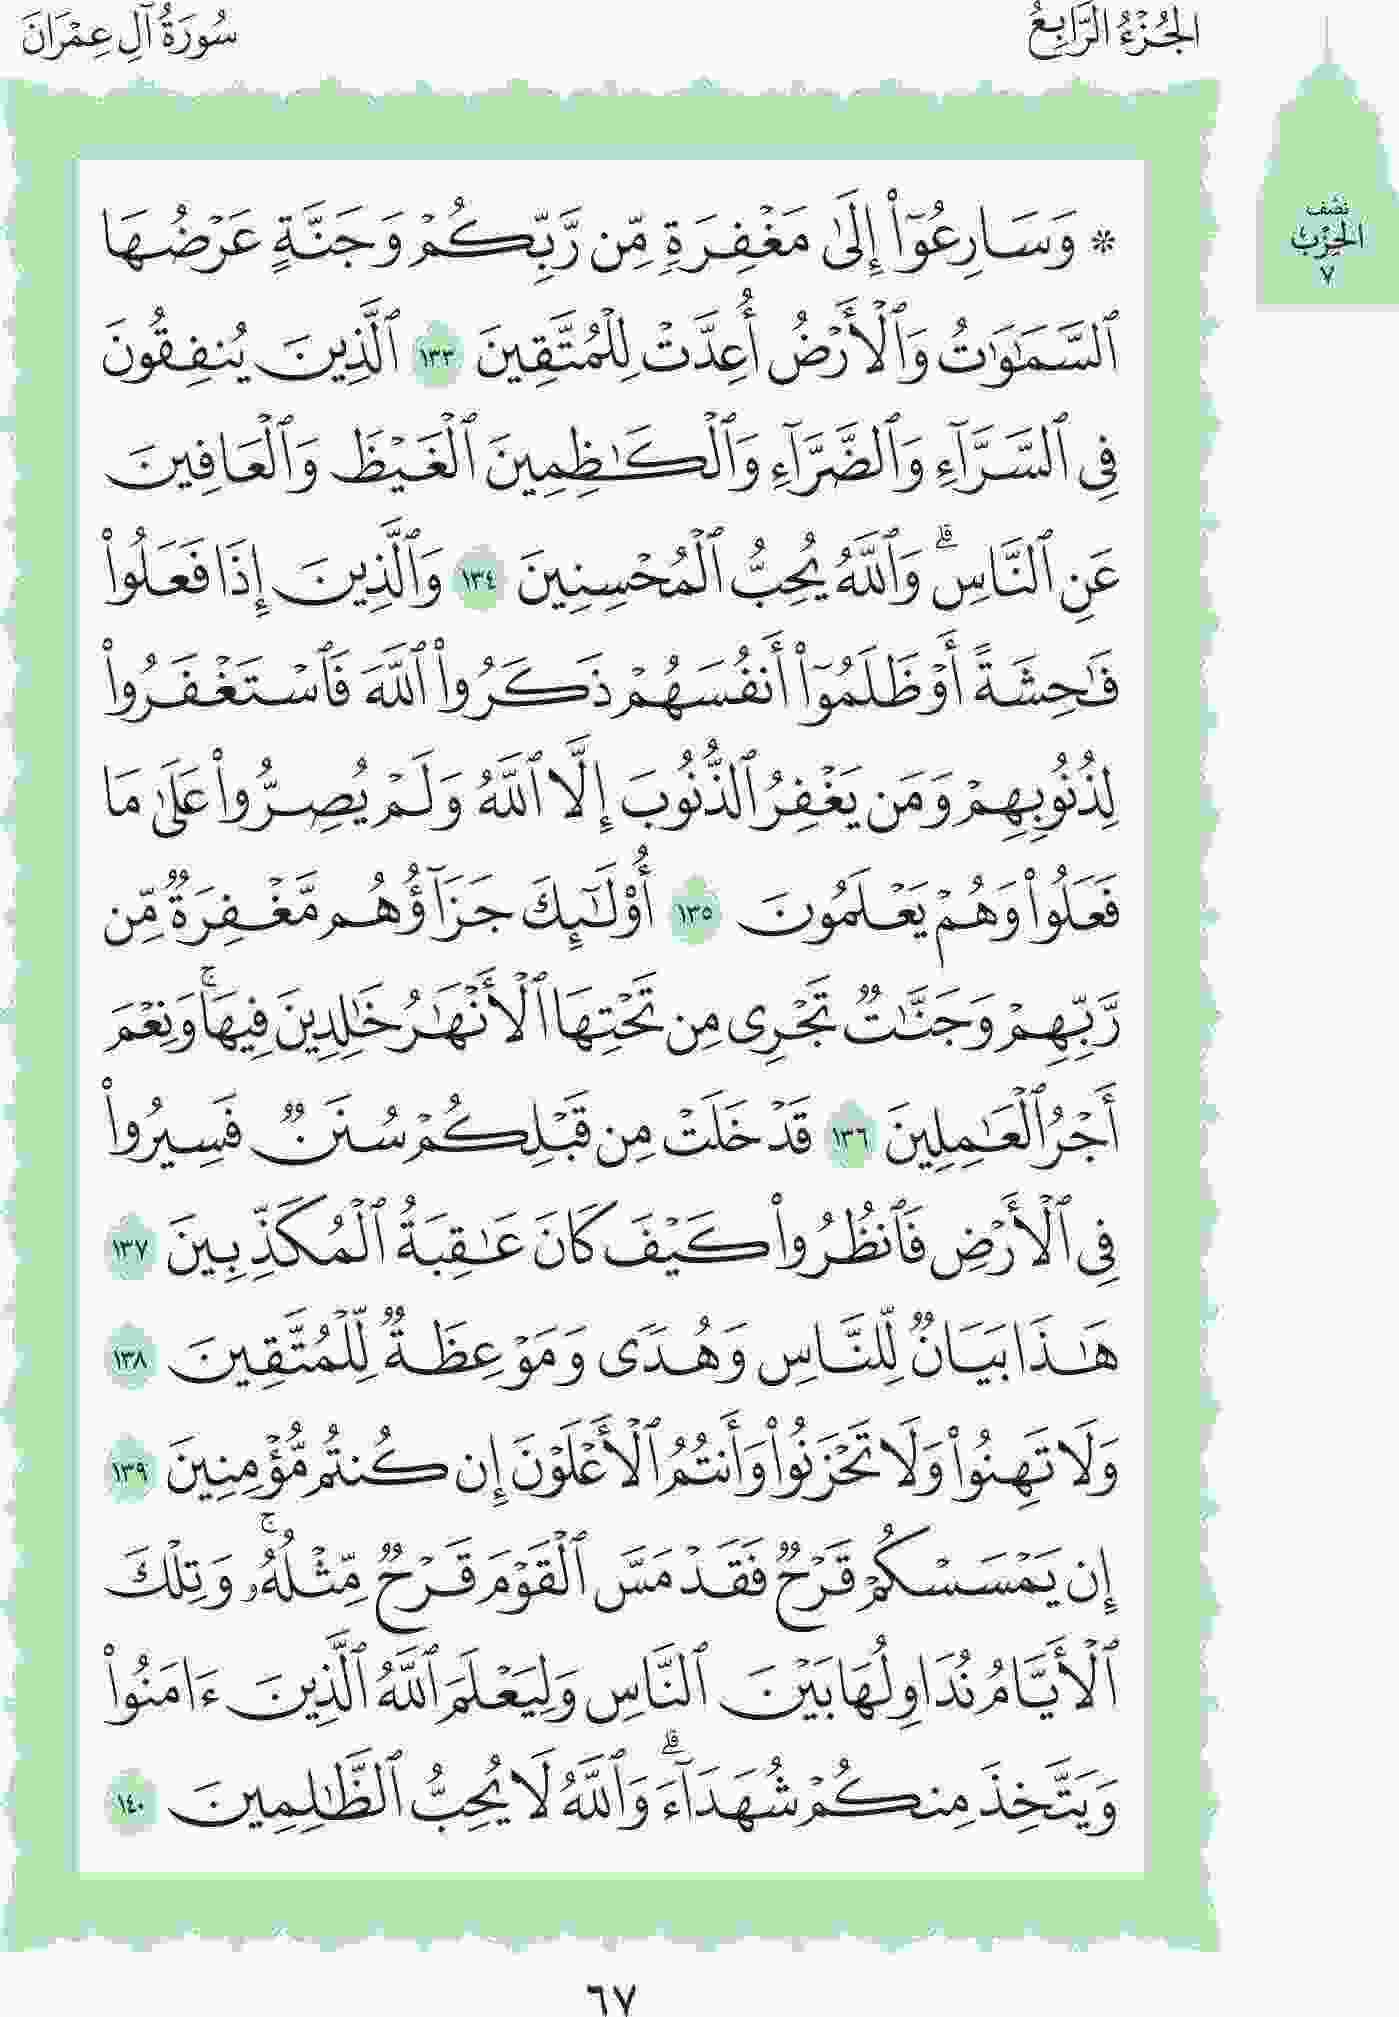 الجُزْءُ الرَّابِعُ
سُورَةُ آلِ عِمْرَانَ
نصْف
الحِزْب
٧
۞ وَسَارِعُوٓا۟ إِلَىٰ مَغْفِرَةٍ مِّن رَّبِّكُمْ وَجَنَّةٍ عَرْضُهَا
ٱلسَّمَٰوَٰتُ وَٱلْأَرْضُ أُعِدَّتْ لِلْمُتَّقِينَ ١٣٣ ٱلَّذِينَ يُنفِقُونَ
فِى ٱلسَّرَّآءِ وَٱلضَّرَّآءِ وَٱلْكَٰظِمِينَ ٱلْغَيْظَ وَٱلْعَافِينَ
عَنِ ٱلنَّاسِ ۗ وَٱللَّهُ يُحِبُّ ٱلْمُحْسِنِينَ ١٣٤ وَٱلَّذِينَ إِذَا فَعَلُوا۟
فَٰحِشَةً أَوْ ظَلَمُوٓا۟ أَنفُسَهُمْ ذَكَرُوا۟ ٱللَّهَ فَٱسْتَغْفَرُوا۟
لِذُنُوبِهِمْ وَمَن يَغْفِرُ ٱلذُّنُوبَ إِلَّا ٱللَّهُ وَلَمْ يُصِرُّوا۟ عَلَىٰ مَا
فَعَلُوا۟ وَهُمْ يَعْلَمُونَ ١٣٥ أُو۟لَٰٓئِكَ جَزَآؤُهُم مَّغْفِرَةٌ مِّن
رَّبِّهِمْ وَجَنَّٰتٌ تَجْرِى مِن تَحْتِهَا ٱلْأَنْهَٰرُ خَٰلِدِينَ فِيهَا ۚ وَنِعْمَ
أَجْرُ ٱلْعَٰمِلِينَ ١٣٦ قَدْ خَلَتْ مِن قَبْلِكُمْ سُنَنٌ فَسِيرُوا۟
فِى ٱلْأَرْضِ فَٱنظُرُوا۟ كَيْفَ كَانَ عَٰقِبَةُ ٱلْمُكَذِّبِينَ ١٣٧
هَٰذَا بَيَانٌ لِّلنَّاسِ وَهُدًى وَمَوْعِظَةٌ لِّلْمُتَّقِينَ ١٣٨
وَلَا تَهِنُوا۟ وَلَا تَحْزَنُوا۟ وَأَنتُمُ ٱلْأَعْلَوْنَ إِن كُنتُم مُّؤْمِنِينَ ١٣٩
إِن يَمْسَسْكُمْ قَرْحٌ فَقَدْ مَسَّ ٱلْقَوْمَ قَرْحٌ مِّثْلُهُۥ ۚ وَتِلْكَ
ٱلْأَيَّامُ نُدَاوِلُهَا بَيْنَ ٱلنَّاسِ وَلِيَعْلَمَ ٱللَّهُ ٱلَّذِينَ ءَامَنُوا۟
وَيَتَّخِذَ مِنكُمْ شُهَدَآءَ ۗ وَٱللَّهُ لَا يُحِبُّ ٱلظَّٰلِمِينَ ١٤٠
٦٧